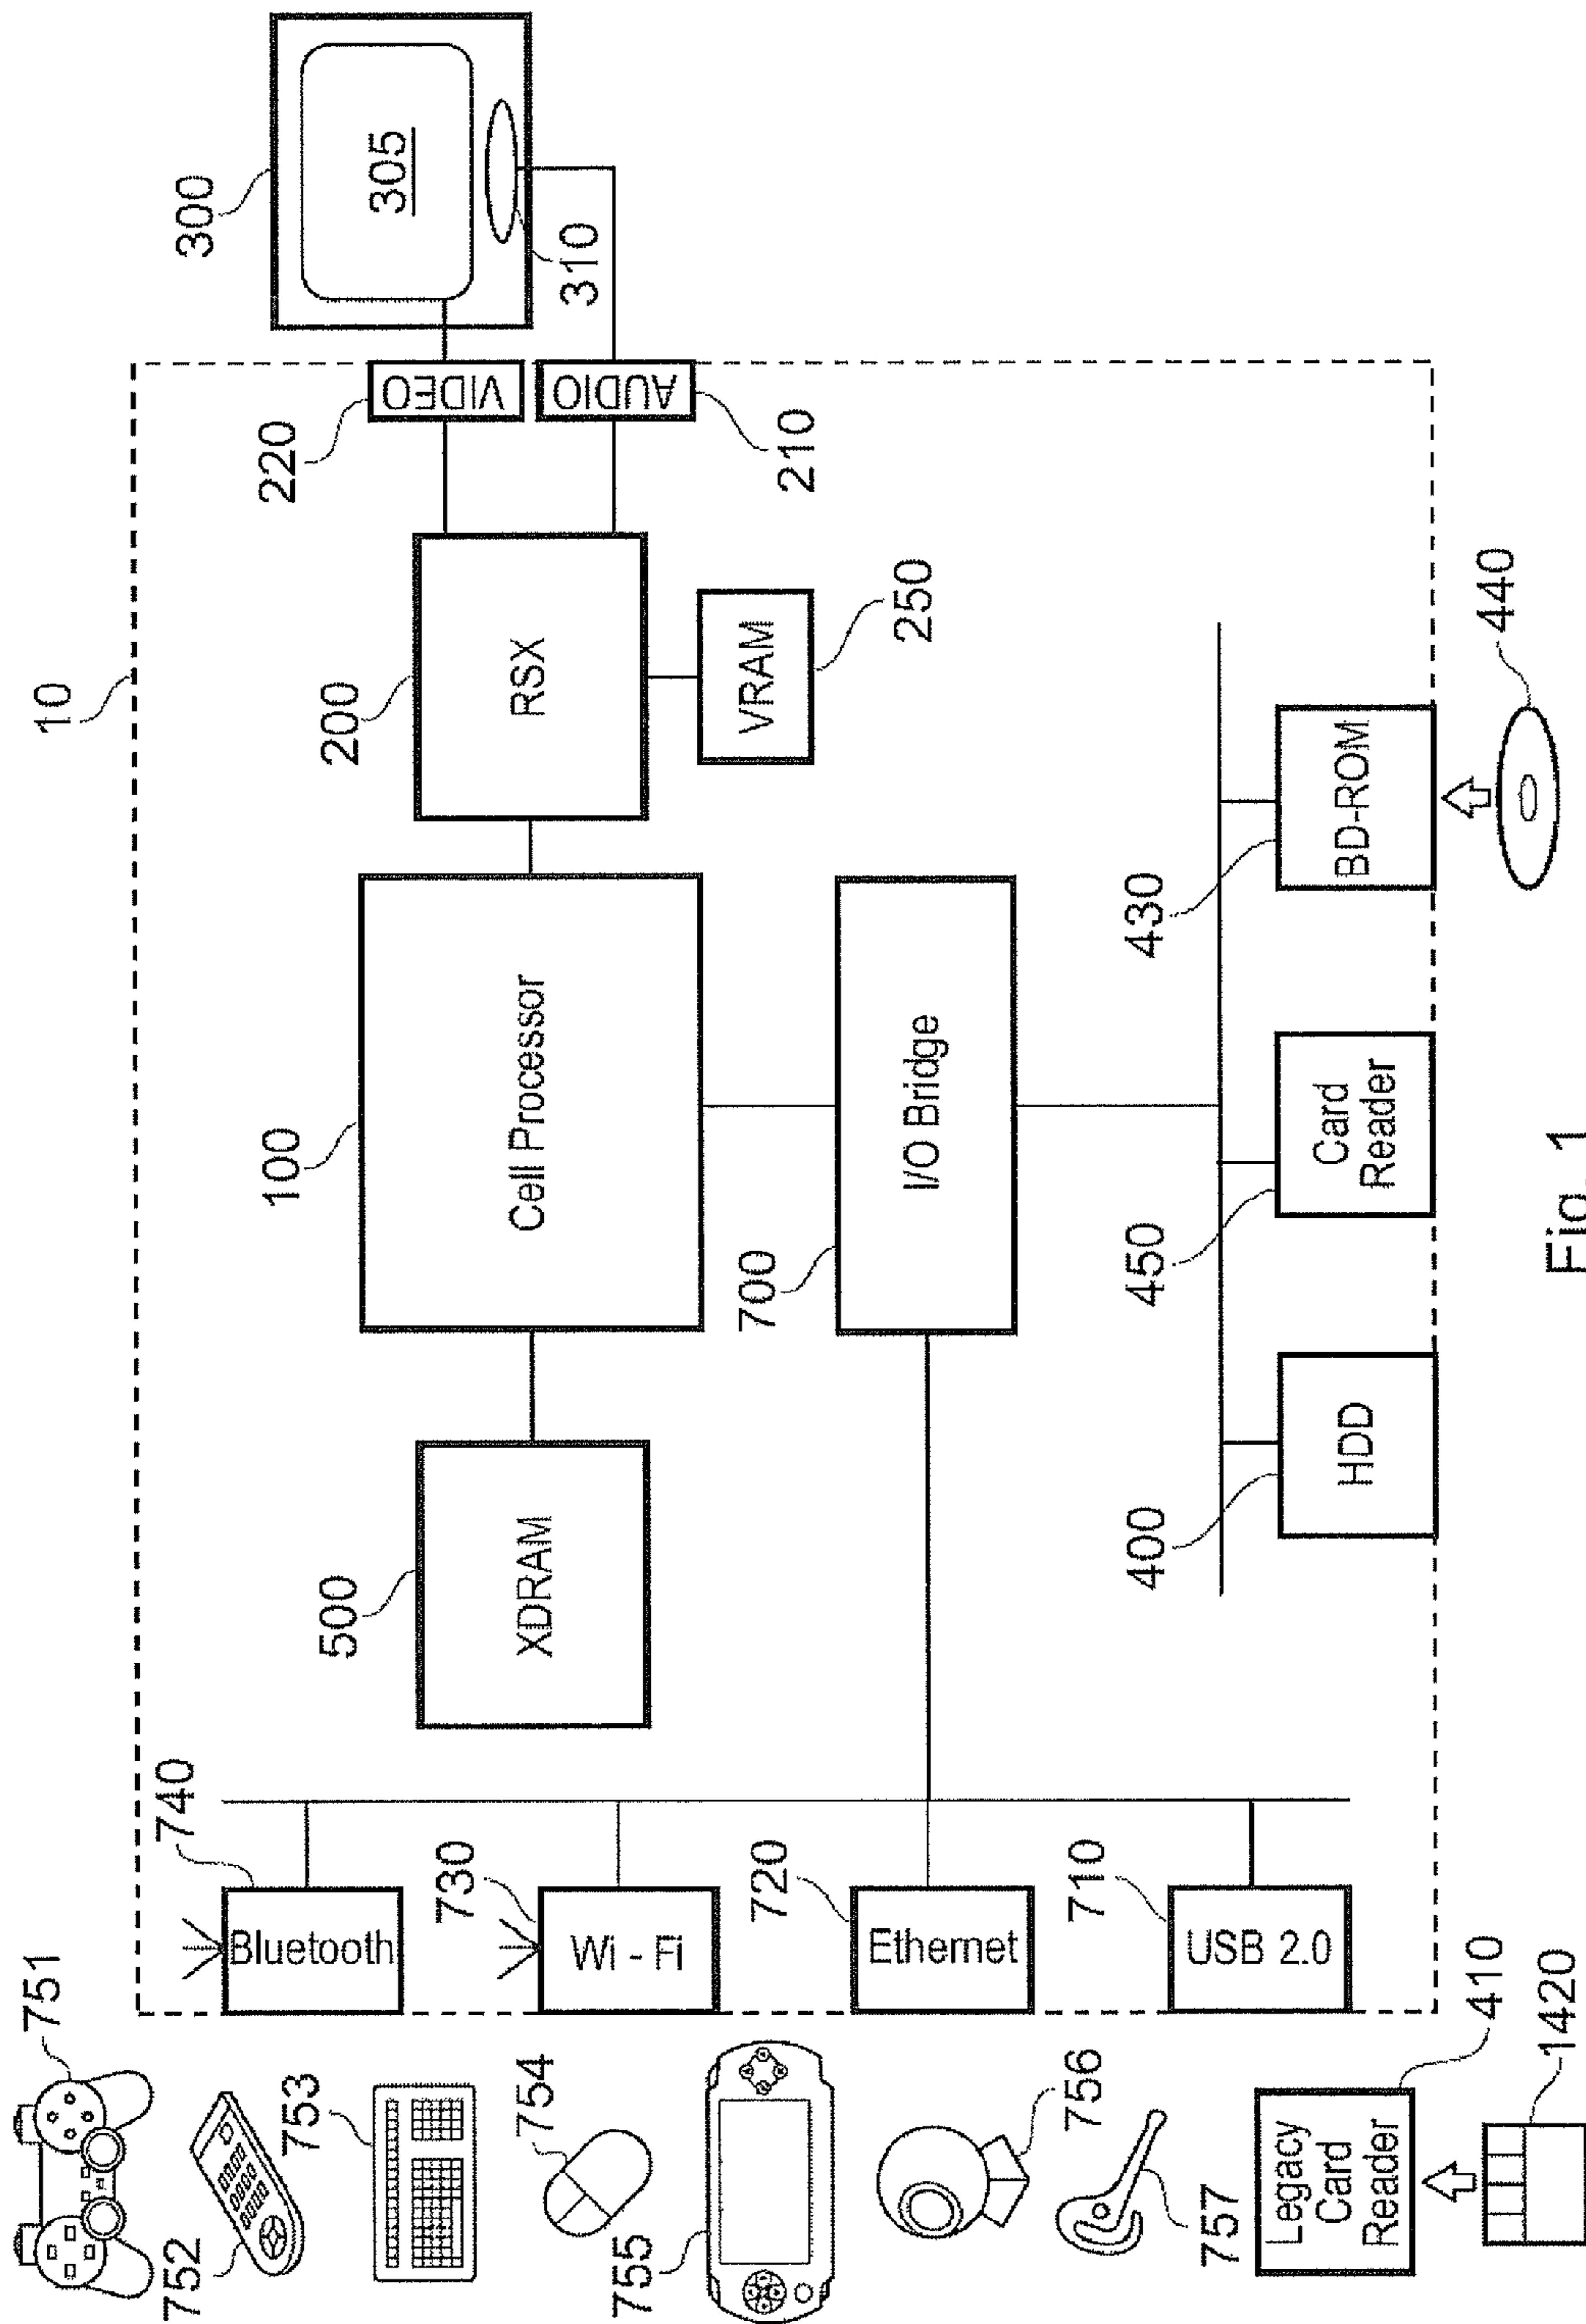 751
10
752
740
300
753
Bluetooth
500
100
200
220
305
754
730
VIDEO
XDRAM
Cell Processor
RSX
310
AUDIO
755
Wi - Fi
720
700
VRAM
210
Ethernet
I/O Bridge
250
756
710
757
USB 2.0
400
450
430
Legacy
Card
Reader
410
HDD
Card
Reader
BD-ROM
440
1420
Fig. 1